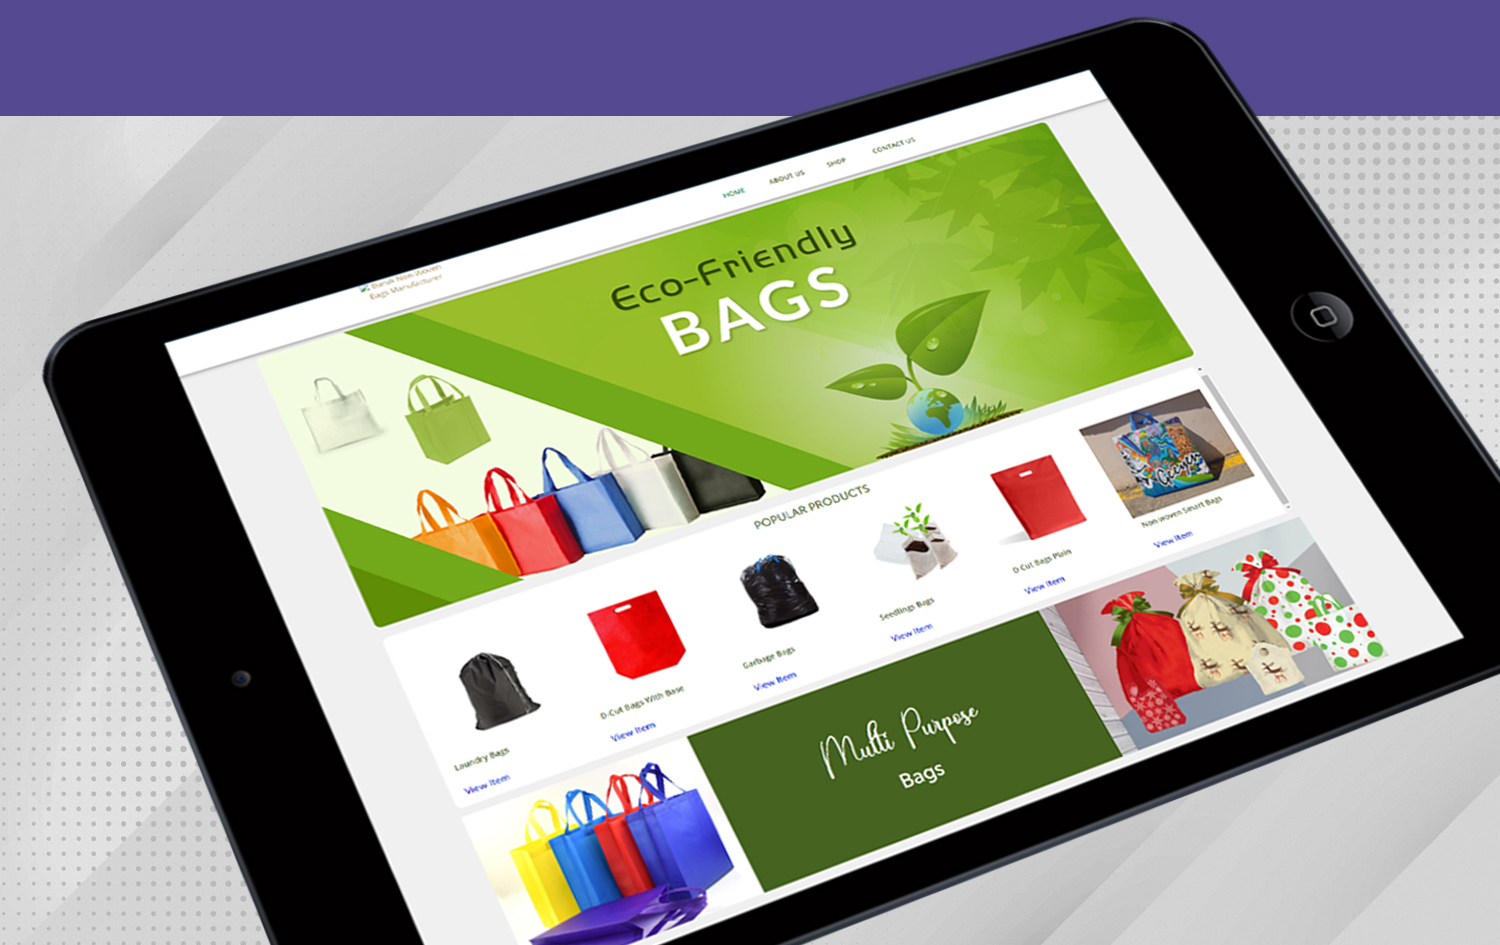 HOME ABOUT US SHOP CONTACT US
Non-Woven
Bags Manufacturer
Eco-Friendly
BAGS
POPULAR PRODUCTS
Laundry Bags
View Item
D-Cut Bags With Base
View Item
Garbage Bags
View Item
Seedlings Bags
View Item
D Cut Bags Plain
View Item
Non-woven Smart Bags
View Item
Multi Purpose
Bags